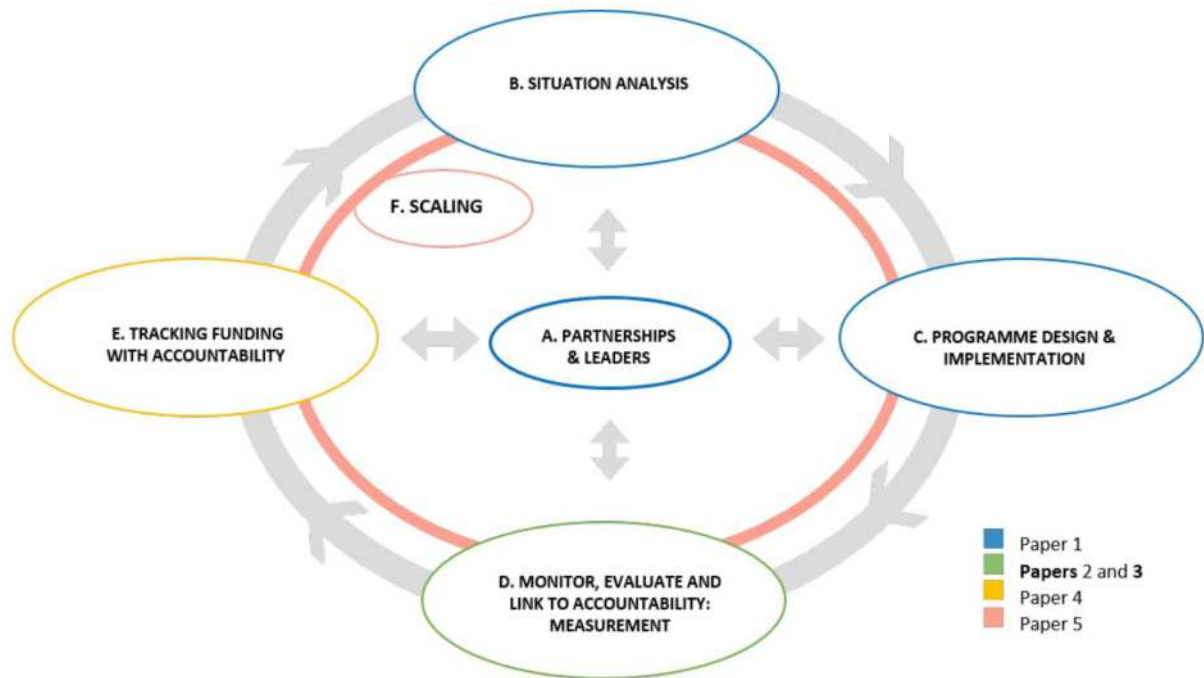 B. SITUATION ANALYSIS
F. SCALING
E. TRACKING FUNDING
WITH ACCOUNTABILITY
A. PARTNERSHIPS
& LEADERS
C. PROGRAMME DESIGN &
IMPLEMENTATION
D. MONITOR, EVALUATE AND
LINK TO ACCOUNTABILITY:
MEASUREMENT
Paper 1
Papers 2 and 3
Paper 4
Paper 5